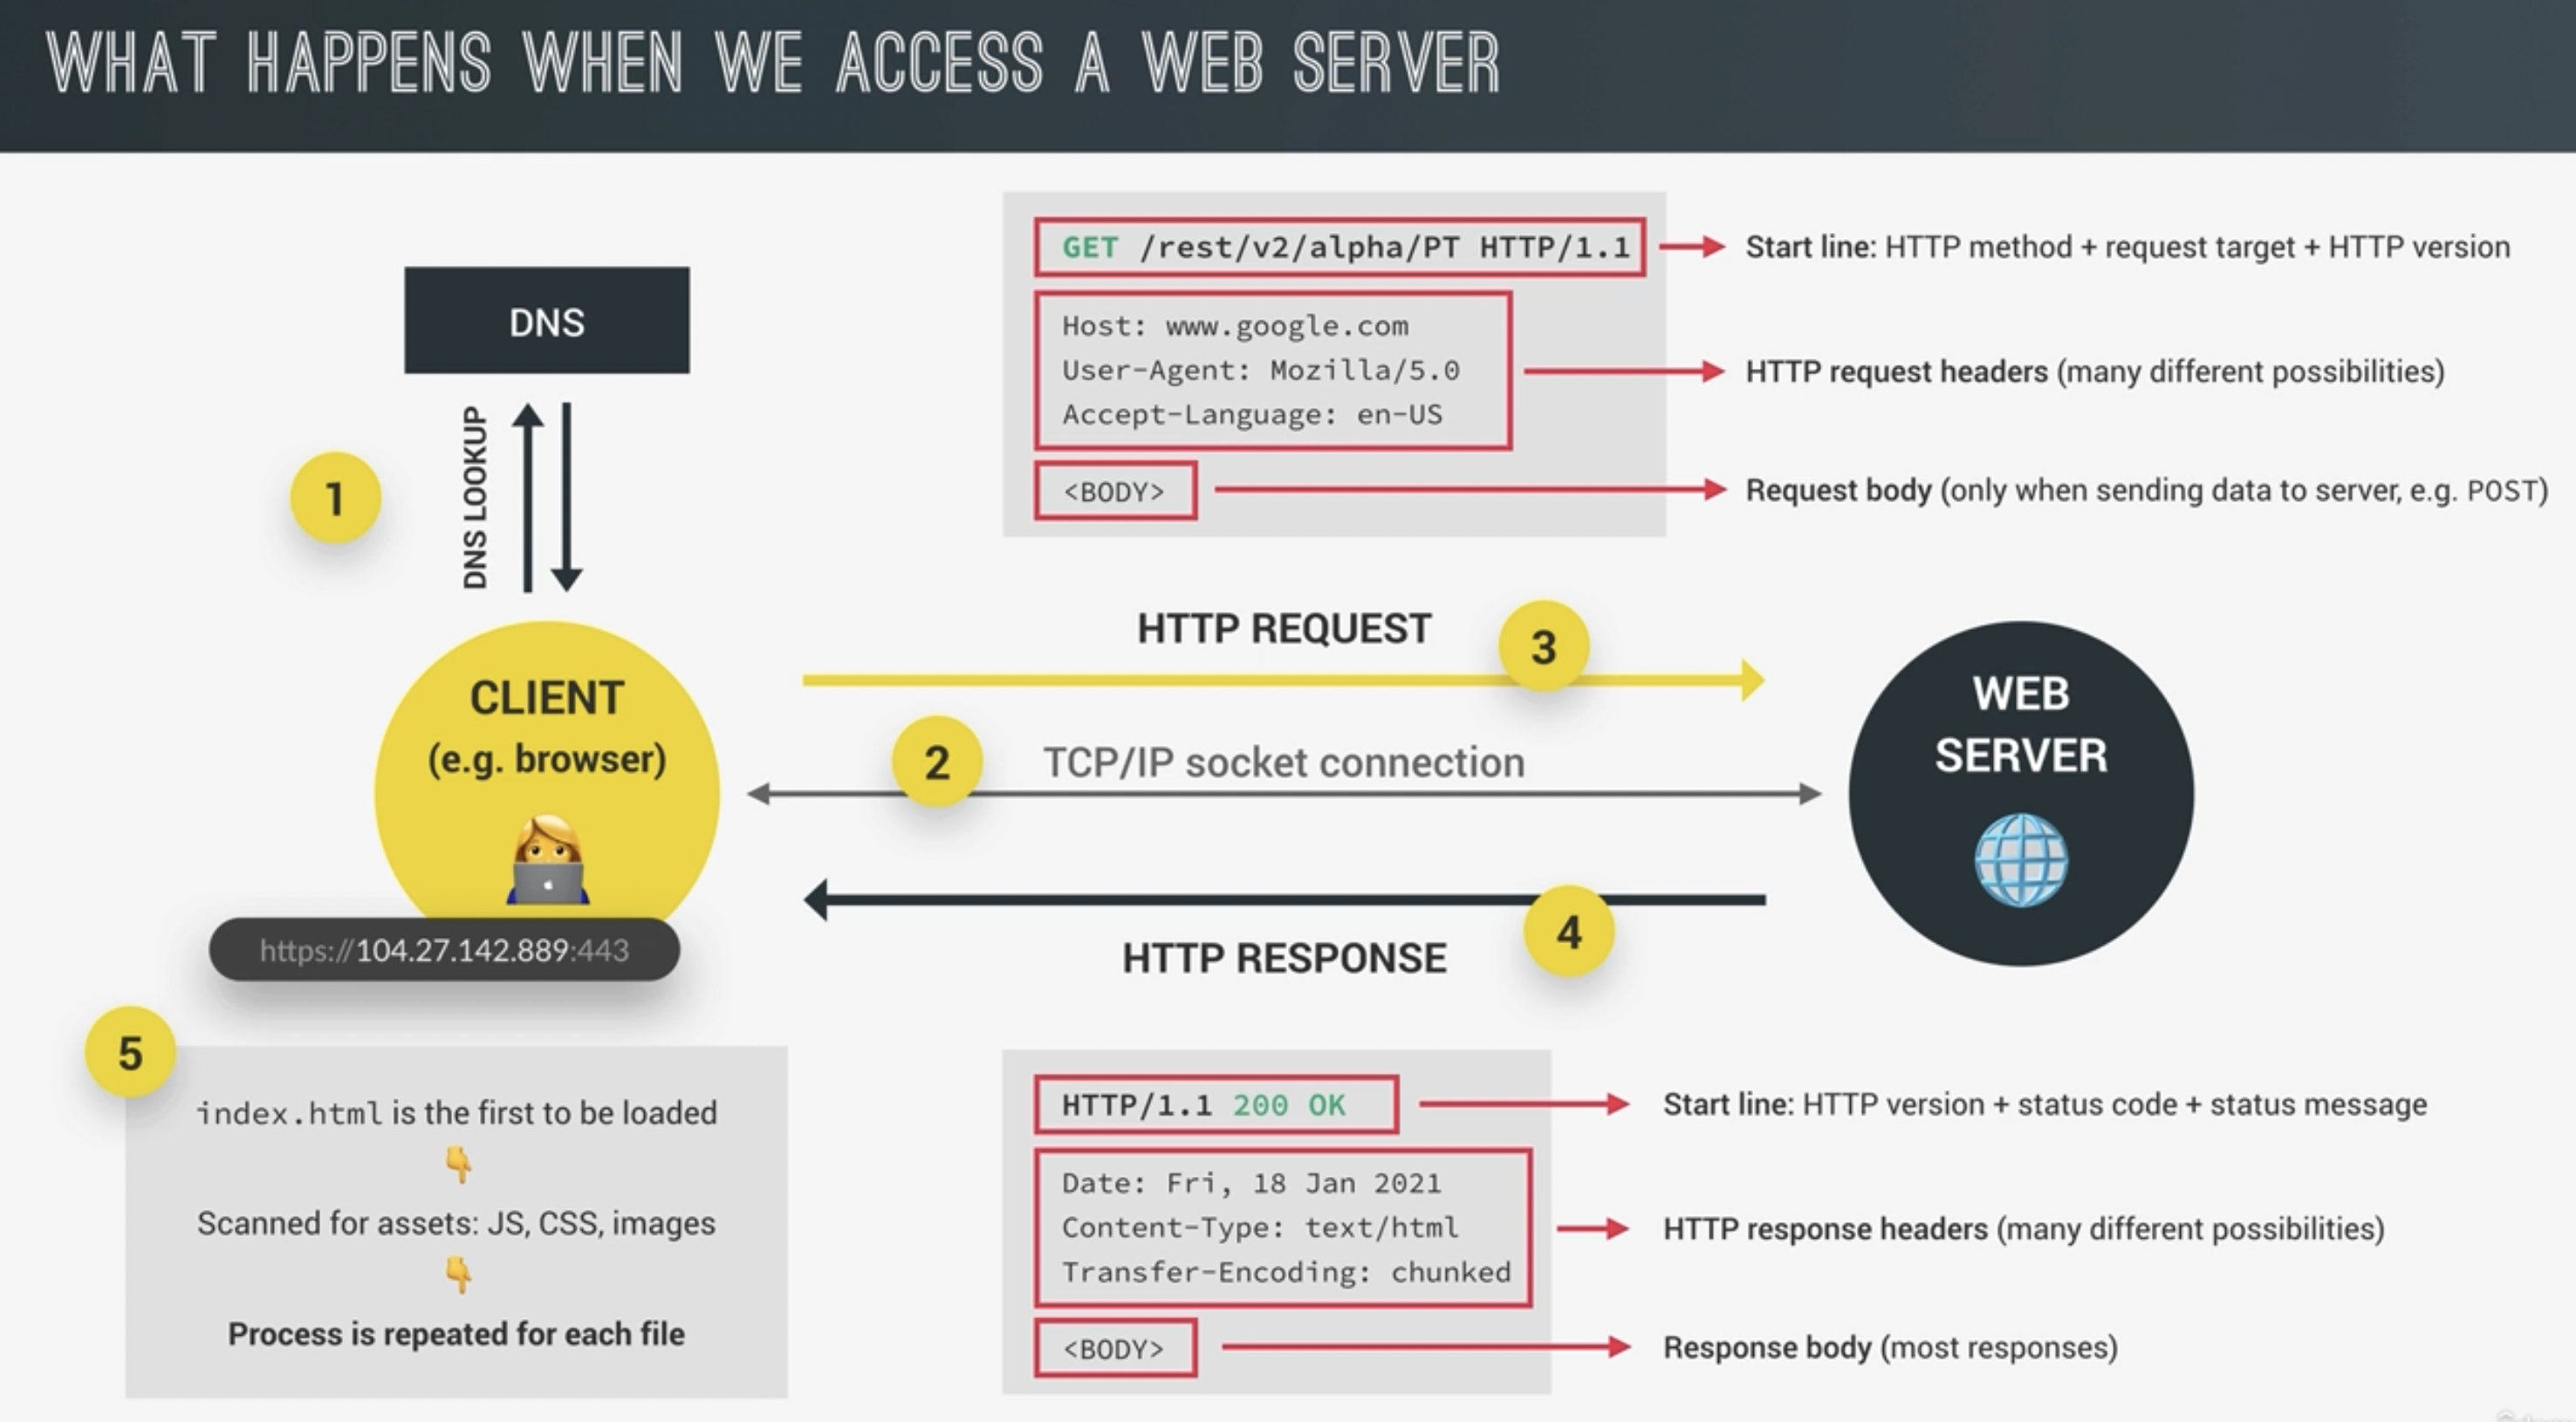 WHAT HAPPENS WHEN WE ACCESS A WEB SERVER
DNS
DNS LOOKUP
1
GET /rest/v2/alpha/PT HTTP/1.1
Start line: HTTP method + request target + HTTP version
Host: www.google.com
User-Agent: Mozilla/5.0
Accept-Language: en-US
HTTP request headers (many different possibilities)
<BODY>
Request body (only when sending data to server, e.g. POST)
CLIENT
(e.g. browser)
https://104.27.142.889:443
HTTP REQUEST
3
2
TCP/IP socket connection
4
HTTP RESPONSE
WEB
SERVER
5
index.html is the first to be loaded
Scanned for assets: JS, CSS, images
Process is repeated for each file
HTTP/1.1 200 OK
Start line: HTTP version + status code + status message
Date: Fri, 18 Jan 2021
Content-Type: text/html
Transfer-Encoding: chunked
HTTP response headers (many different possibilities)
<BODY>
Response body (most responses)